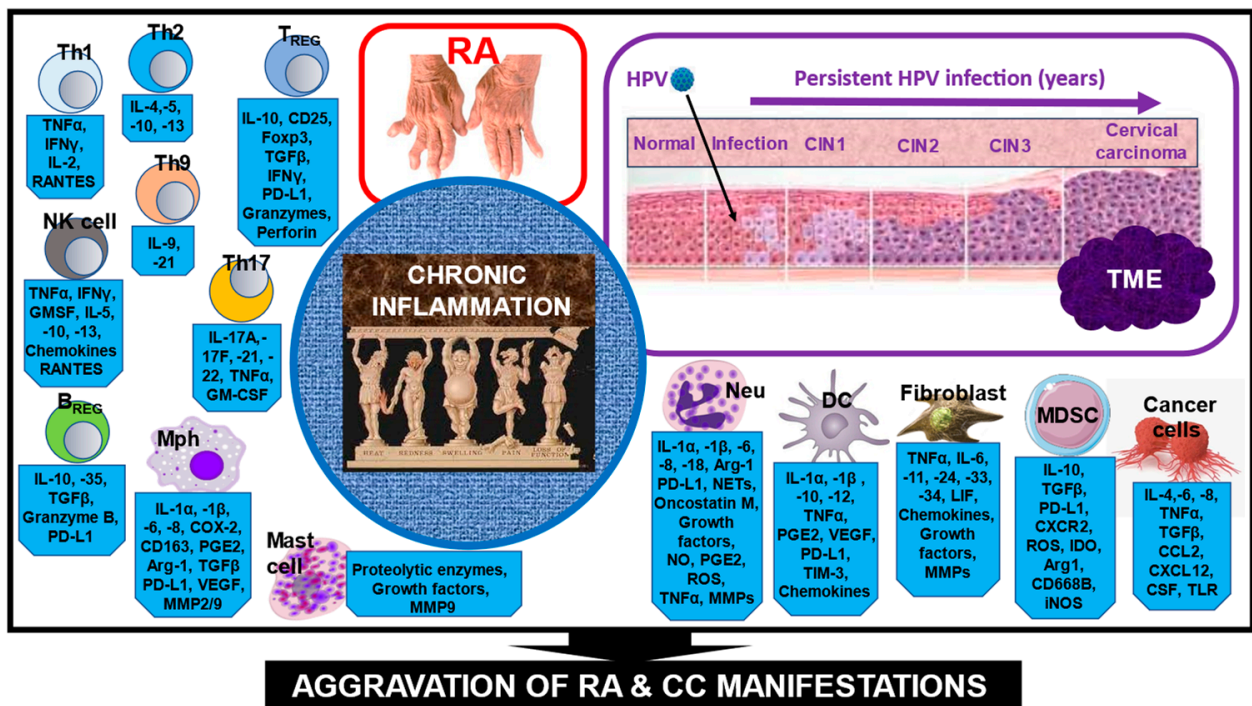 Th1
TNFα,
IFNγ,
IL-2,
RANTES
Th2
IL-4,-5,
-10, -13
TREG
IL-10, CD25,
Foxp3,
TGFβ,
IFNγ,
PD-L1,
Granzymes,
Perforin
Th9
IL-9,
-21
NK cell
TNFα, IFNγ,
GMSF, IL-5,
-10, -13,
Chemokines
RANTES
Th17
IL-17A,-
17F, -21, -
22, TNFα,
GM-CSF
BREG
IL-10, -35,
TGFβ,
Granzyme B,
PD-L1
Mph
IL-1α, -1β,
-6, -8, COX-2,
CD163, PGE2,
Arg-1, TGFβ
PD-L1, VEGF,
MMP2/9
Mast
cell
Proteolytic enzymes,
Growth factors,
MMP9
RA
CHRONIC
INFLAMMATION
HEAT REDNESS SWELLING PAIN LOSS OF
FUNCTION
HPV
Persistent HPV infection (years)
Normal Infection CIN1 CIN2 CIN3 Cervical
carcinoma
TME
Neu
IL-1α, -1β, -6,
-8, -18, Arg-1
PD-L1, NETs,
Oncostatin M,
Growth
factors,
NO, PGE2,
ROS,
TNFα, MMPs
DC
IL-1α, -1β ,
-10, -12,
TNFα,
PGE2, VEGF,
PD-L1,
TIM-3,
Chemokines
Fibroblast
TNFα, IL-6,
-11, -24, -33,
-34, LIF,
Chemokines,
Growth
factors,
MMPs
MDSC
IL-10,
TGFβ,
PD-L1,
CXCR2,
ROS, IDO,
Arg1,
CD668B,
iNOS
Cancer
cells
IL-4,-6, -8,
TNFα,
TGFβ,
CCL2,
CXCL12,
CSF, TLR
AGGRAVATION OF RA & CC MANIFESTATIONS